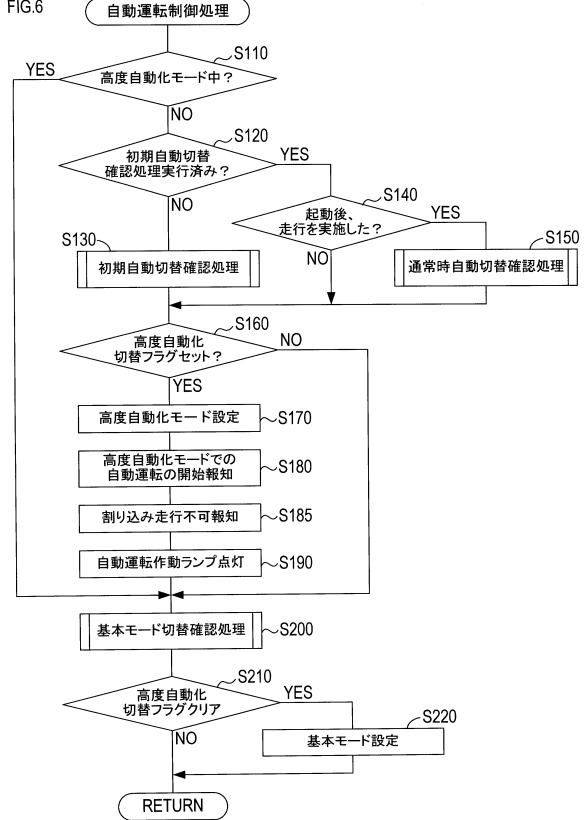 FIG.6
自動運転制御処理
S110
YES
高度自動化モード中？
NO
S120
初期自動切替
確認処理実行済み？
YES
NO
S140
起動後、
走行を実施した？
YES
NO
S130
初期自動切替確認処理
S150
通常時自動切替確認処理
S160
高度自動化
切替フラグセット？
NO
YES
高度自動化モード設定
S170
高度自動化モードでの
自動運転の開始報知
S180
割り込み走行不可報知
S185
自動運転作動ランプ点灯
S190
基本モード切替確認処理
S200
S210
高度自動化
切替フラグクリア
YES
NO
S220
基本モード設定
RETURN